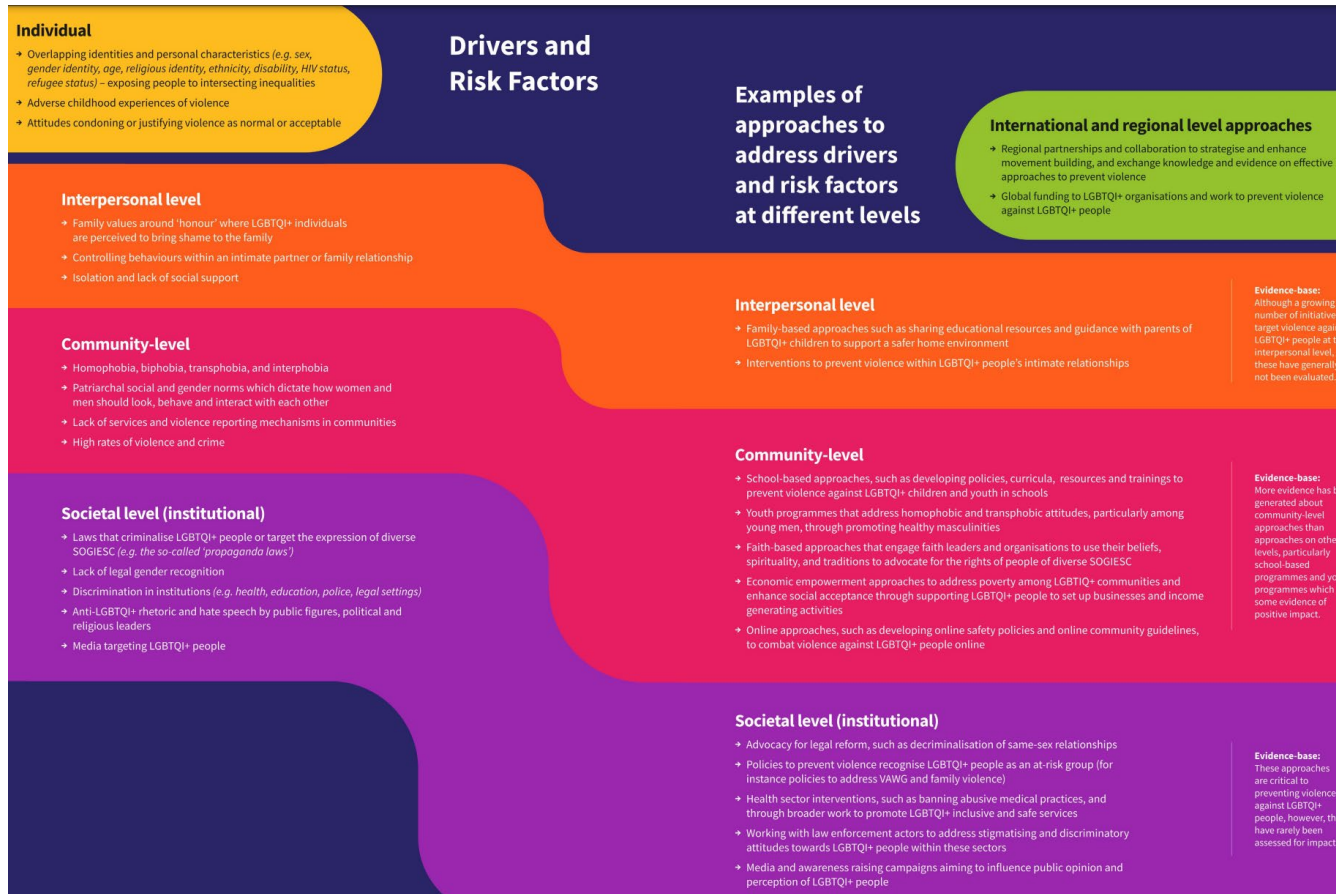 Individual
→ Overlapping identities and personal characteristics (e.g. sex,
gender identity, age, religious identity, ethnicity, disability, HIV status,
refugee status) – exposing people to intersecting inequalities
→ Adverse childhood experiences of violence
→ Attitudes condoning or justifying violence as normal or acceptable
Drivers and
Risk Factors
Interpersonal level
→ Family values around ‘honour’ where LGBTQI+ individuals
are perceived to bring shame to the family
→ Controlling behaviours within an intimate partner or family relationship
→ Isolation and lack of social support
Community-level
→ Homophobia, biphobia, transphobia, and interphobia
→ Patriarchal social and gender norms which dictate how women and
men should look, behave and interact with each other
→ Lack of services and violence reporting mechanisms in communities
→ High rates of violence and crime
Societal level (institutional)
→ Laws that criminalise LGBTQI+ people or target the expression of diverse
SOGIESC (e.g. the so-called ‘propaganda laws’)
→ Lack of legal gender recognition
→ Discrimination in institutions (e.g. health, education, police, legal settings)
→ Anti-LGBTQI+ rhetoric and hate speech by public figures, political and
religious leaders
→ Media targeting LGBTQI+ people
Examples of
approaches to
address drivers
and risk factors
at different levels
International and regional level approaches
→ Regional partnerships and collaboration to strategise and enhance
movement building, and exchange knowledge and evidence on effective
approaches to prevent violence
→ Global funding to LGBTQI+ organisations and work to prevent violence
against LGBTQI+ people
Interpersonal level
→ Family-based approaches such as sharing educational resources and guidance with parents of
LGBTQI+ children to support a safer home environment
→ Interventions to prevent violence within LGBTQI+ people’s intimate relationships
Evidence-base:
Although a growing
number of initiative
target violence agai
LGBTQI+ people at t
interpersonal level,
these have generally
not been evaluated.
Community-level
→ School-based approaches, such as developing policies, curricula, resources and trainings to
prevent violence against LGBTQI+ children and youth in schools
→ Youth programmes that address homophobic and transphobic attitudes, particularly among
young men, through promoting healthy masculinities
→ Faith-based approaches that engage faith leaders and organisations to use their beliefs,
spirituality, and traditions to advocate for the rights of people of diverse SOGIESC
→ Economic empowerment approaches to address poverty among LGBTIQ+ communities and
enhance social acceptance through supporting LGBTQI+ people to set up businesses and income
generating activities
→ Online approaches, such as developing online safety policies and online community guidelines,
to combat violence against LGBTQI+ people online
Evidence-base:
More evidence has b
generated about
community-level
approaches than
approaches on othe
levels, particularly
school-based
programmes and yo
programmes which
some evidence of
positive impact.
Societal level (institutional)
→ Advocacy for legal reform, such as decriminalisation of same-sex relationships
→ Policies to prevent violence recognise LGBTQI+ people as an at-risk group (for
instance policies to address VAWG and family violence)
→ Health sector interventions, such as banning abusive medical practices, and
through broader work to promote LGBTQI+ inclusive and safe services
→ Working with law enforcement actors to address stigmatising and discriminatory
attitudes towards LGBTQI+ people within these sectors
→ Media and awareness raising campaigns aiming to influence public opinion and
perception of LGBTQI+ people
Evidence-base:
These approaches
are critical to
preventing violence
against LGBTQI+
people, however, th
have rarely been
assessed for impact